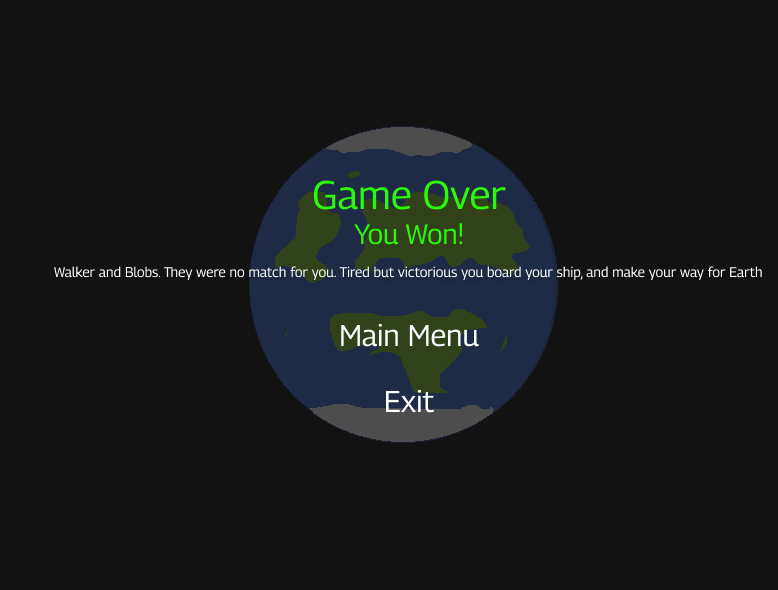 Game Over
You Won!
Walker and Blobs. They were no match for you. Tired but victorious you board your ship, and make your way for Earth
Main Menu
Exit